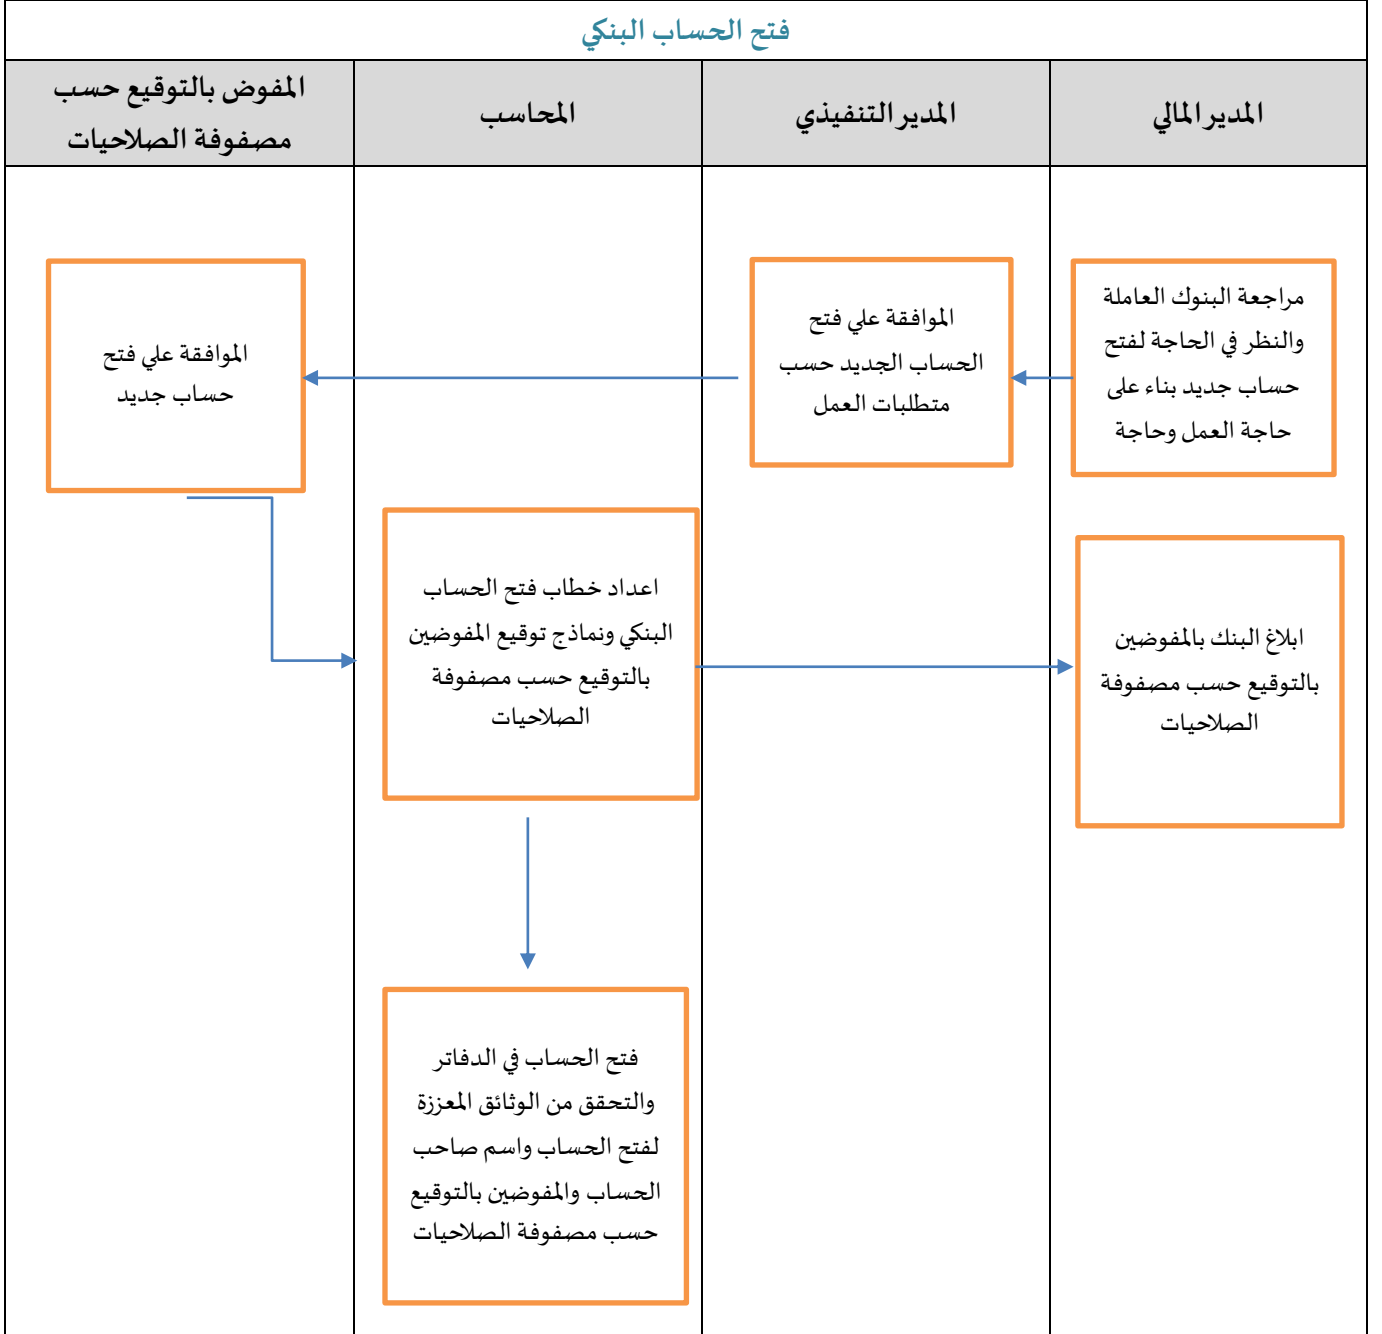 فتح الحساب البنكي
المدير المالي
المدير التنفيذي
المحاسب
المفوض بالتوقيع حسب
مصفوفة الصلاحيات
مراجعة البنوك العاملة
والنظر في الحاجة لفتح
حساب جديد بناء على
حاجة العمل وحاجة
الموافقة علي فتح
الحساب الجديد حسب
متطلبات العمل
الموافقة علي فتح
حساب جديد
اعداد خطاب فتح الحساب
البنكي ونماذج توقيع المفوضين
بالتوقيع حسب مصفوفة
الصلاحيات
ابلاغ البنك بالمفوضين
بالتوقيع حسب مصفوفة
الصلاحيات
فتح الحساب في الدفاتر
والتحقق من الوثائق المعززة
لفتح الحساب واسم صاحب
الحساب والمفوضين بالتوقيع
حسب مصفوفة الصلاحيات